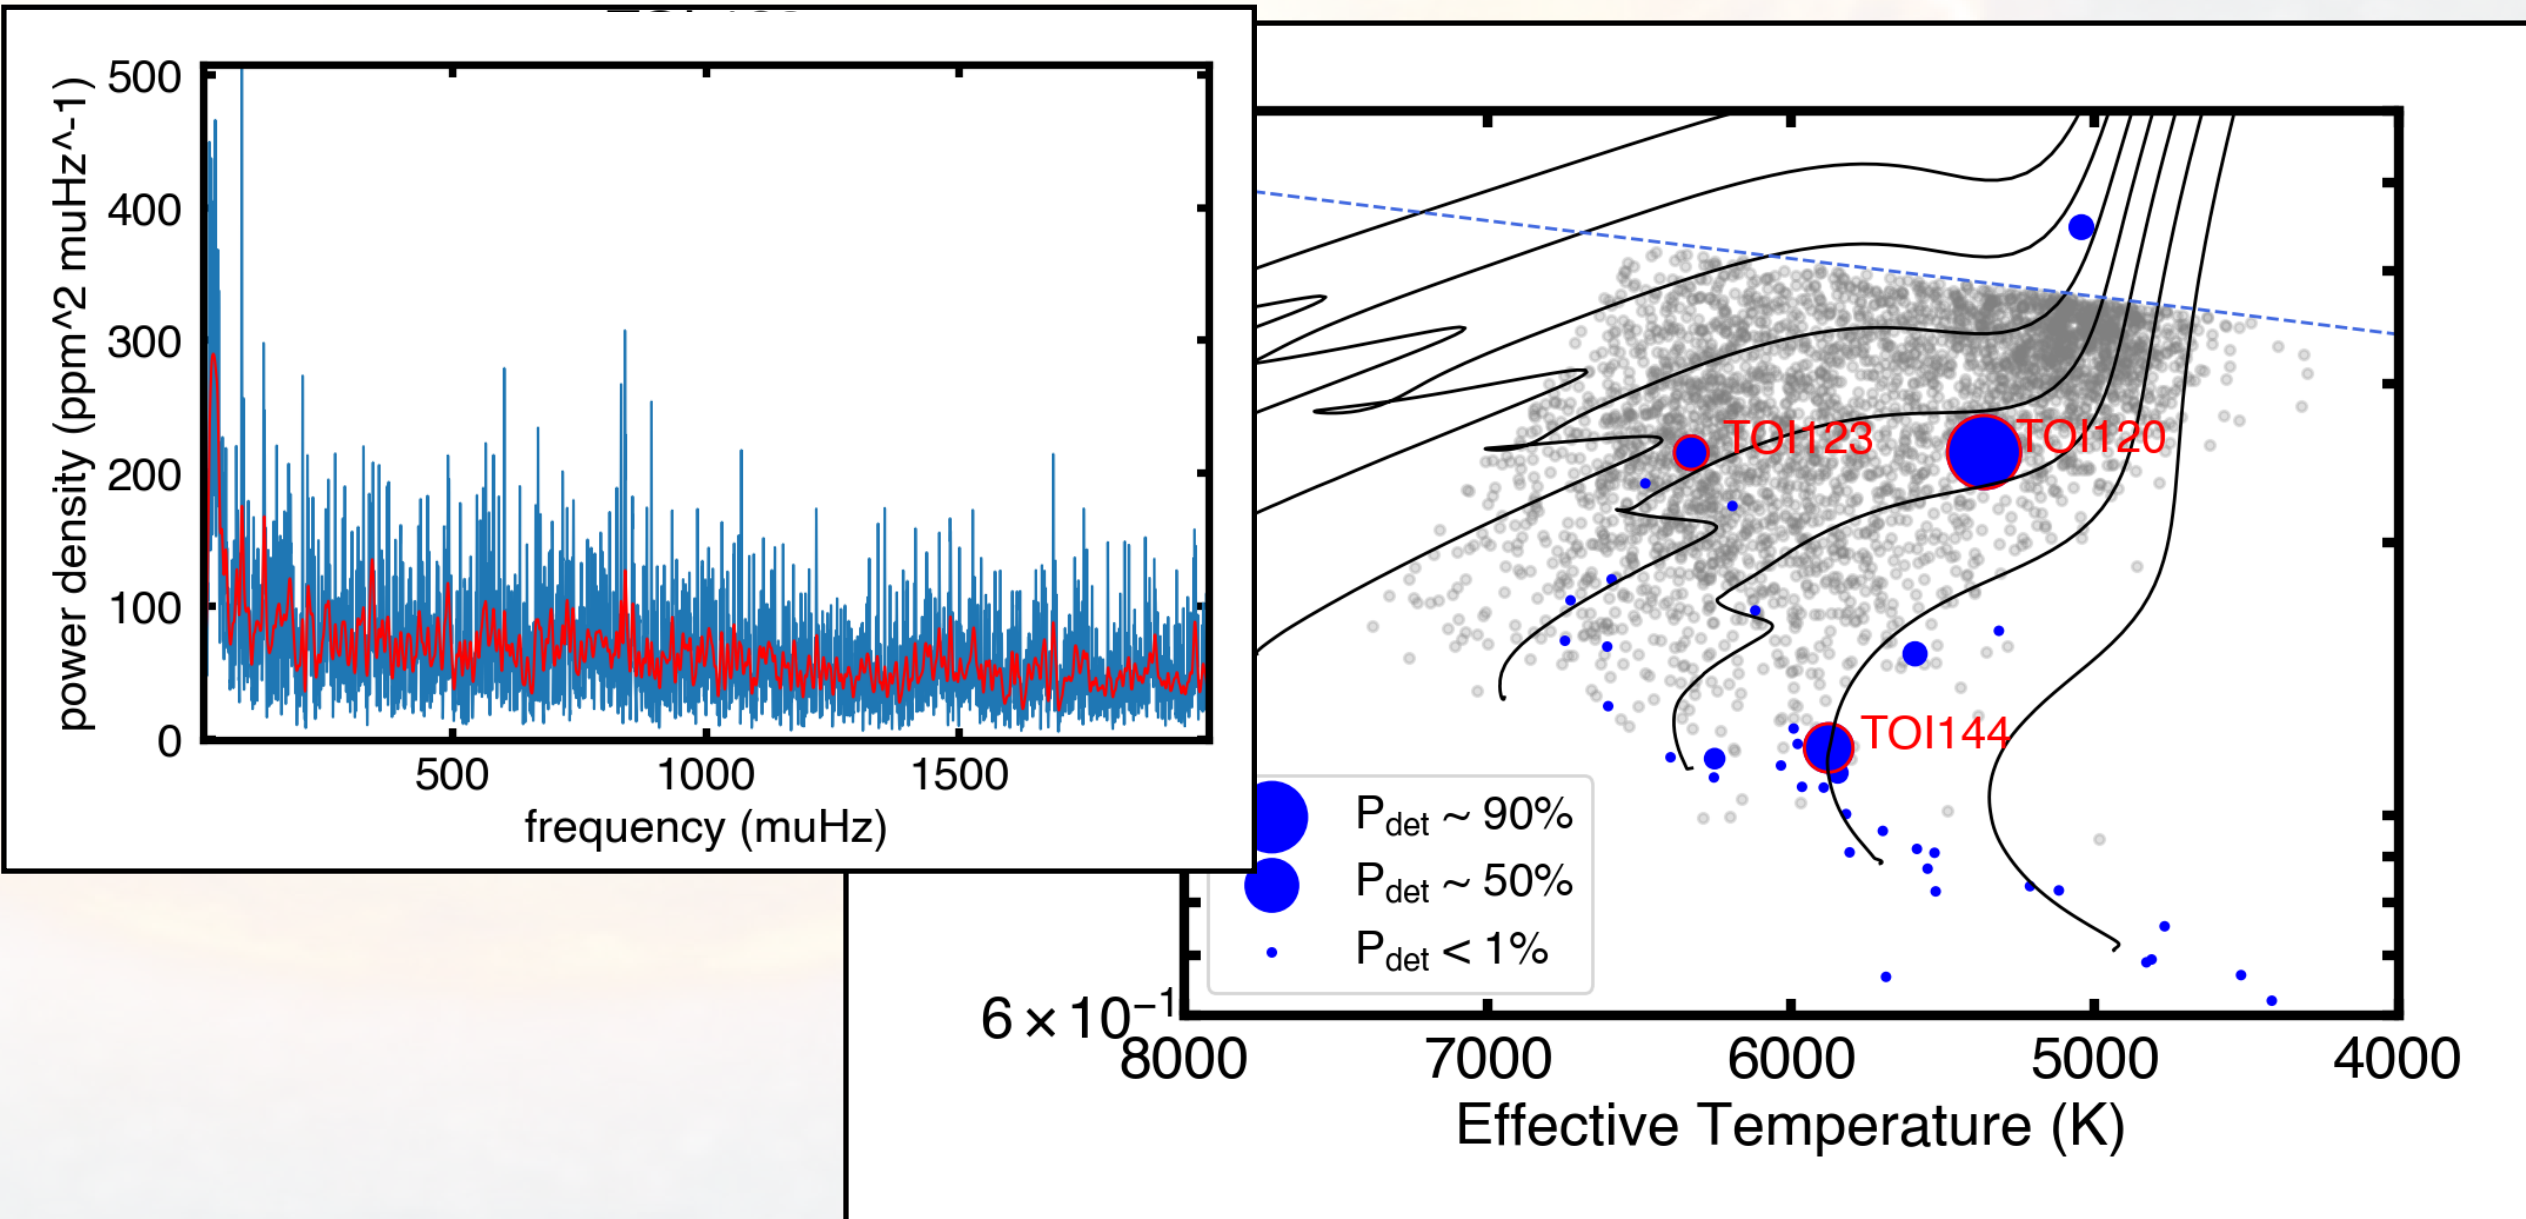 500
400
300
200
100
0
power density (ppm^2 muHz^-1)
500
1000
1500
frequency (muHz)
TOI123
TOI120
TOI144
P_det ~ 90%
P_det ~ 50%
P_det < 1%
6×10⁻¹
8000
7000
6000
5000
4000
Effective Temperature (K)